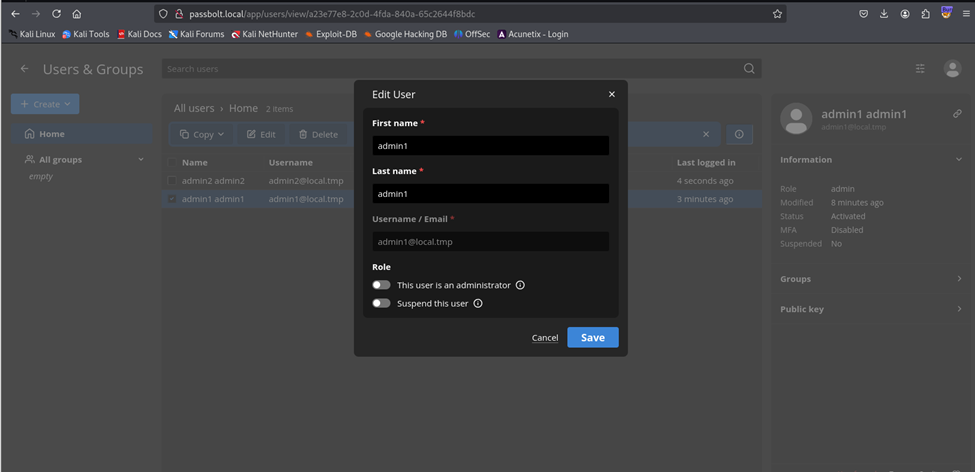 passbolt.local/app/users/view/a23e77e8-2c0d-4fda-840a-65c2644f8bdc
Kali Linux Kali Tools Kali Docs Kali Forums Kali NetHunter Exploit-DB Google Hacking DB OffSec Acunetix - Login
Users & Groups
Search users
Create
Home
All groups
empty
All users › Home 2 items
Copy Edit Delete
Name Username Last logged in
admin2 admin2 admin2@local.tmp 4 seconds ago
admin1 admin1 admin1@local.tmp 3 minutes ago
Edit User
First name *
admin1
Last name *
admin1
Username / Email *
admin1@local.tmp
Role
This user is an administrator
Suspend this user
Cancel Save
admin1 admin1
admin1@local.tmp
Information
Role admin
Modified 8 minutes ago
Status Activated
MFA Disabled
Suspended No
Groups
Public key